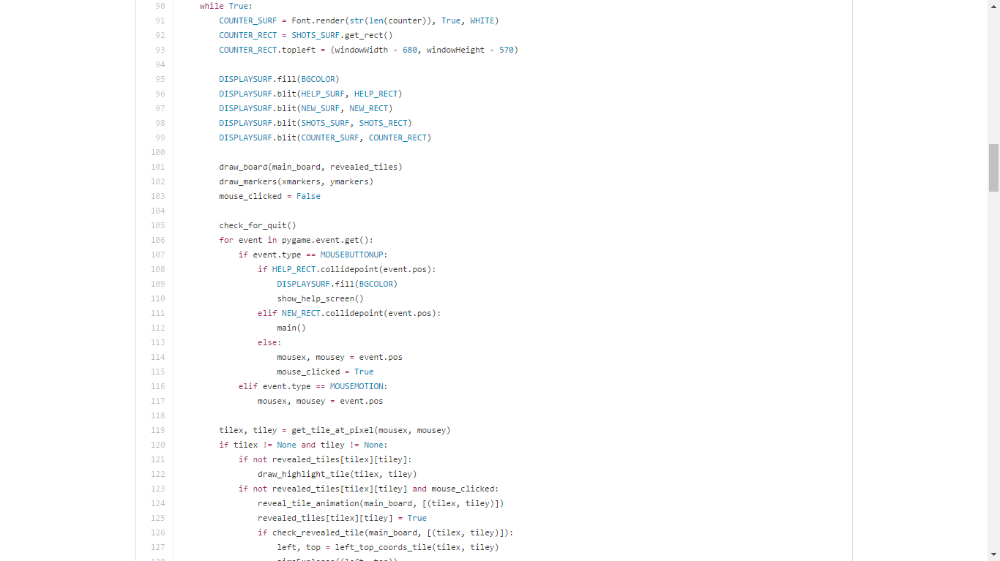 90 while True:
91 COUNTER_SURF = Font.render(str(len(counter)), True, WHITE)
92 COUNTER_RECT = SHOTS_SURF.get_rect()
93 COUNTER_RECT.topleft = (windowWidth - 680, windowHeight - 570)
94
95 DISPLAYSURF.fill(BGCOLOR)
96 DISPLAYSURF.blit(HELP_SURF, HELP_RECT)
97 DISPLAYSURF.blit(NEW_SURF, NEW_RECT)
98 DISPLAYSURF.blit(SHOTS_SURF, SHOTS_RECT)
99 DISPLAYSURF.blit(COUNTER_SURF, COUNTER_RECT)
100
101 draw_board(main_board, revealed_tiles)
102 draw_markers(xmarkers, ymarkers)
103 mouse_clicked = False
104
105 check_for_quit()
106 for event in pygame.event.get():
107 if event.type == MOUSEBUTTONUP:
108 if HELP_RECT.collidepoint(event.pos):
109 DISPLAYSURF.fill(BGCOLOR)
110 show_help_screen()
111 elif NEW_RECT.collidepoint(event.pos):
112 main()
113 else:
114 mousex, mousey = event.pos
115 mouse_clicked = True
116 elif event.type == MOUSEMOTION:
117 mousex, mousey = event.pos
118
119 tilex, tiley = get_tile_at_pixel(mousex, mousey)
120 if tilex != None and tiley != None:
121 if not revealed_tiles[tilex][tiley]:
122 draw_highlight_tile(tilex, tiley)
123 if not revealed_tiles[tilex][tiley] and mouse_clicked:
124 reveal_tile_animation(main_board, [(tilex, tiley)])
125 revealed_tiles[tilex][tiley] = True
126 if check_revealed_tile(main_board, [(tilex, tiley)]):
127 left, top = left_top_coords_tile(tilex, tiley)